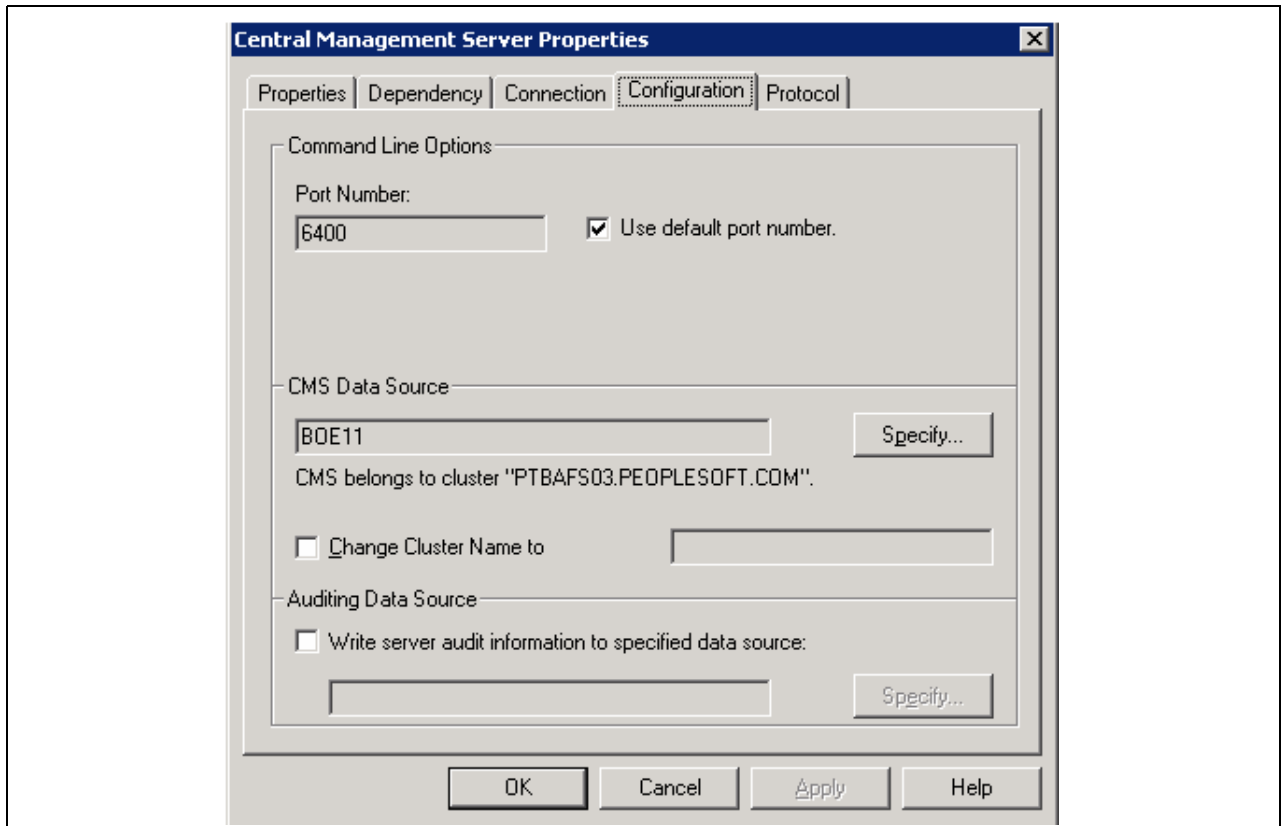 Central Management Server Properties
Properties Dependency Connection Configuration Protocol
Command Line Options
Port Number:
6400 Use default port number.
CMS Data Source
BOE11 Specify...
CMS belongs to cluster "PTBAFS03.PEOPLESOFT.COM".
Change Cluster Name to
Auditing Data Source
Write server audit information to specified data source:
Specify...
OK Cancel Apply Help